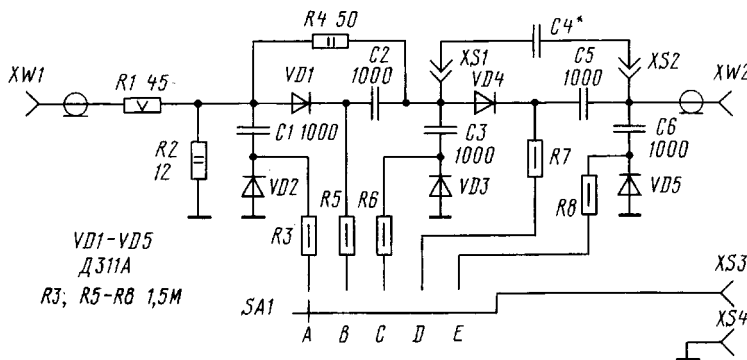 R4 50
C4*
XW1
R1 45
VD1
C2
1000
XS1
VD4
C5
1000
XS2
XW2
R2
12
C1 1000
C3
1000
C6
1000
VD2
R5
R6
VD3
R7
R8
VD5
R3
VD1-VD5
Д311А
R3; R5-R8 1,5М
SA1
A B C D E
XS3
XS4